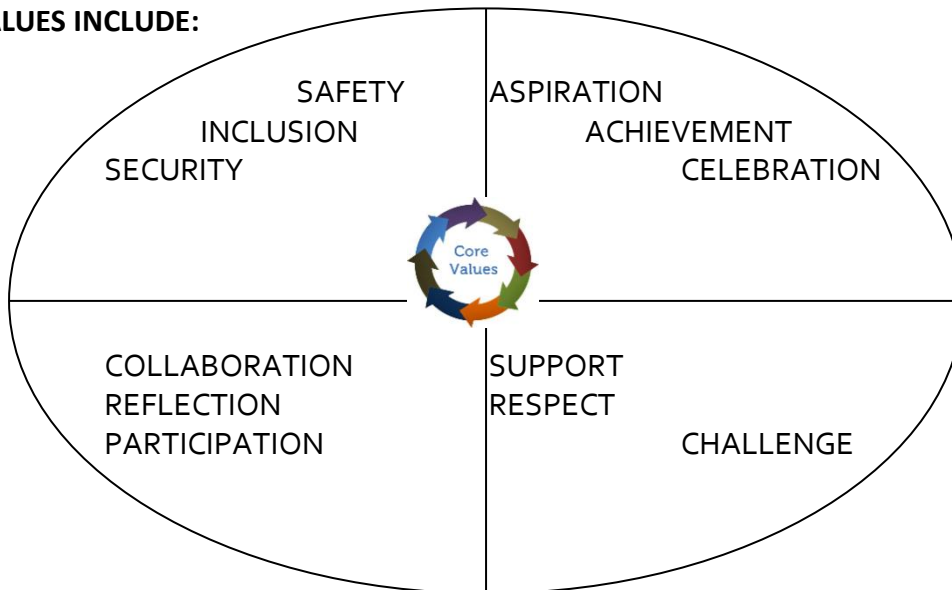 ALUES INCLUDE:
SAFETY
INCLUSION
SECURITY
ASPIRATION
ACHIEVEMENT
CELEBRATION
Core
Values
COLLABORATION
REFLECTION
PARTICIPATION
SUPPORT
RESPECT
CHALLENGE